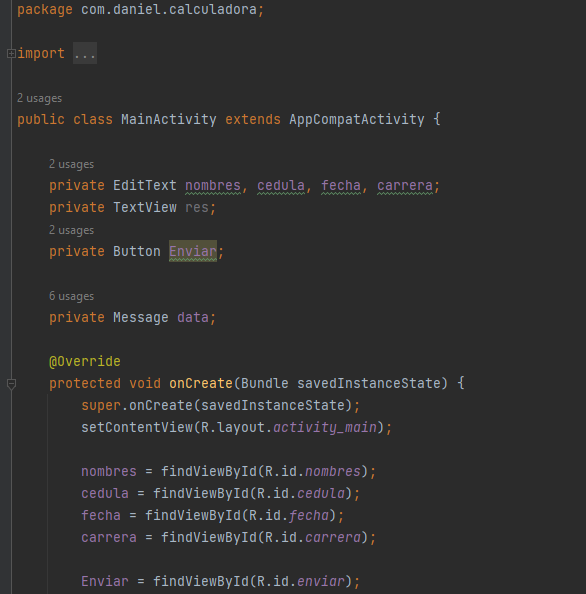 package com.daniel.calculadora;
import ...
2 usages
public class MainActivity extends AppCompatActivity {
2 usages
private EditText nombres, cedula, fecha, carrera;
private TextView res;
2 usages
private Button Enviar;
6 usages
private Message data;
@Override
protected void onCreate(Bundle savedInstanceState) {
super.onCreate(savedInstanceState);
setContentView(R.layout.activity_main);
nombres = findViewById(R.id.nombres);
cedula = findViewById(R.id.cedula);
fecha = findViewById(R.id.fecha);
carrera = findViewById(R.id.carrera);
Enviar = findViewById(R.id.enviar);